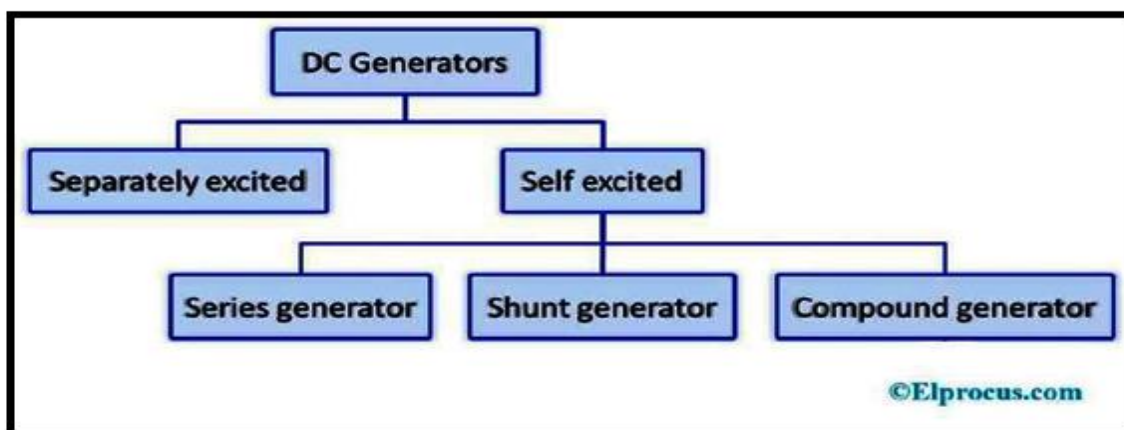 DC Generators
Separately excited
Self excited
Series generator
Shunt generator
Compound generator
©Elprocus.com